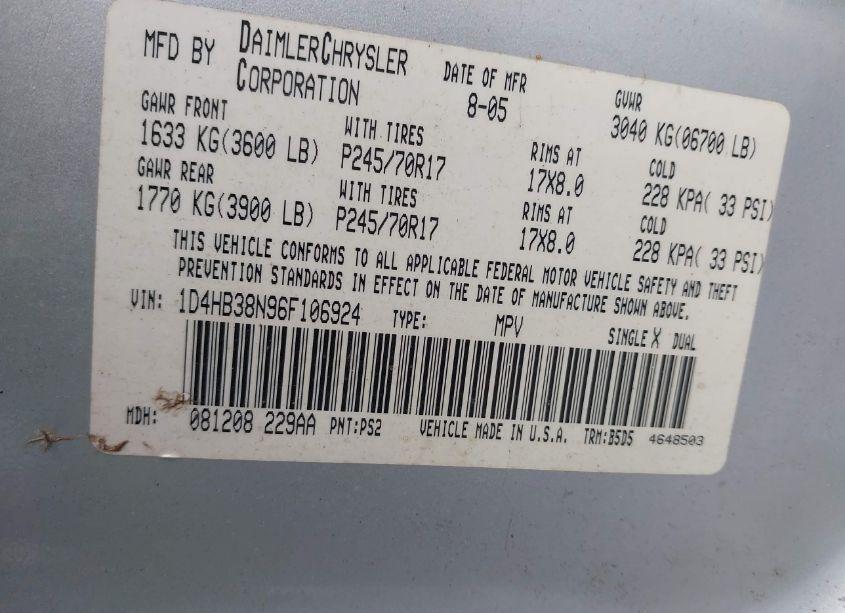 MFD BY DAIMLERCHRYSLER CORPORATION
DATE OF MFR 8-05
GVWR 3040 KG(06700 LB)
GAWR FRONT 1633 KG(3600 LB)
WITH TIRES P245/70R17
RIMS AT 17X8.0
COLD 228 KPA( 33 PSI)
GAWR REAR 1770 KG(3900 LB)
WITH TIRES P245/70R17
RIMS AT 17X8.0
COLD 228 KPA( 33 PSI)
THIS VEHICLE CONFORMS TO ALL APPLICABLE FEDERAL MOTOR VEHICLE SAFETY AND THEFT
PREVENTION STANDARDS IN EFFECT ON THE DATE OF MANUFACTURE SHOWN ABOVE.
VIN: 1D4HB38N96F106924 TYPE: MPV SINGLE X DUAL
MDH: 081208 229AA PNT:PS2 VEHICLE MADE IN U.S.A. TRM:B5D5 4648503